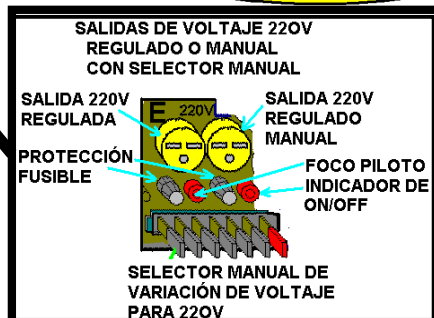 SALIDAS DE VOLTAJE 220V
REGULADO O MANUAL
CON SELECTOR MANUAL
SALIDA 220V
REGULADA
E 220V
SALIDA 220V
REGULADO
MANUAL
PROTECCIÓN
FUSIBLE
FOCO PILOTO
INDICADOR DE
ON/OFF
SELECTOR MANUAL DE
VARIACIÓN DE VOLTAJE
PARA 220V